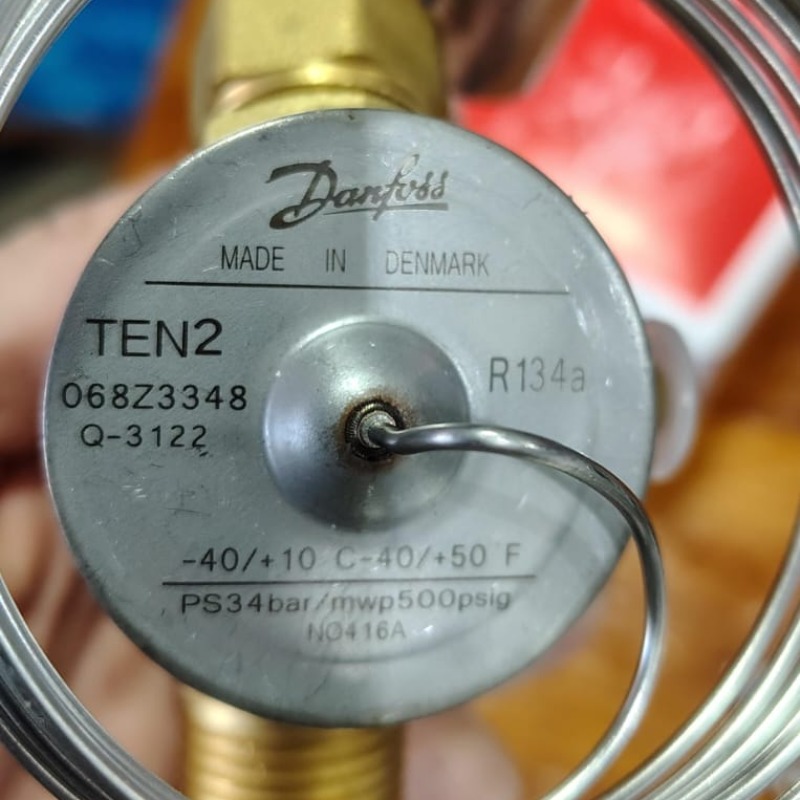 Danfoss
MADE IN DENMARK
TEN2
R134a
068Z3348
Q-3122
-40/+10 C-40/+50 F
PS34bar/mwp500psig
NO416A